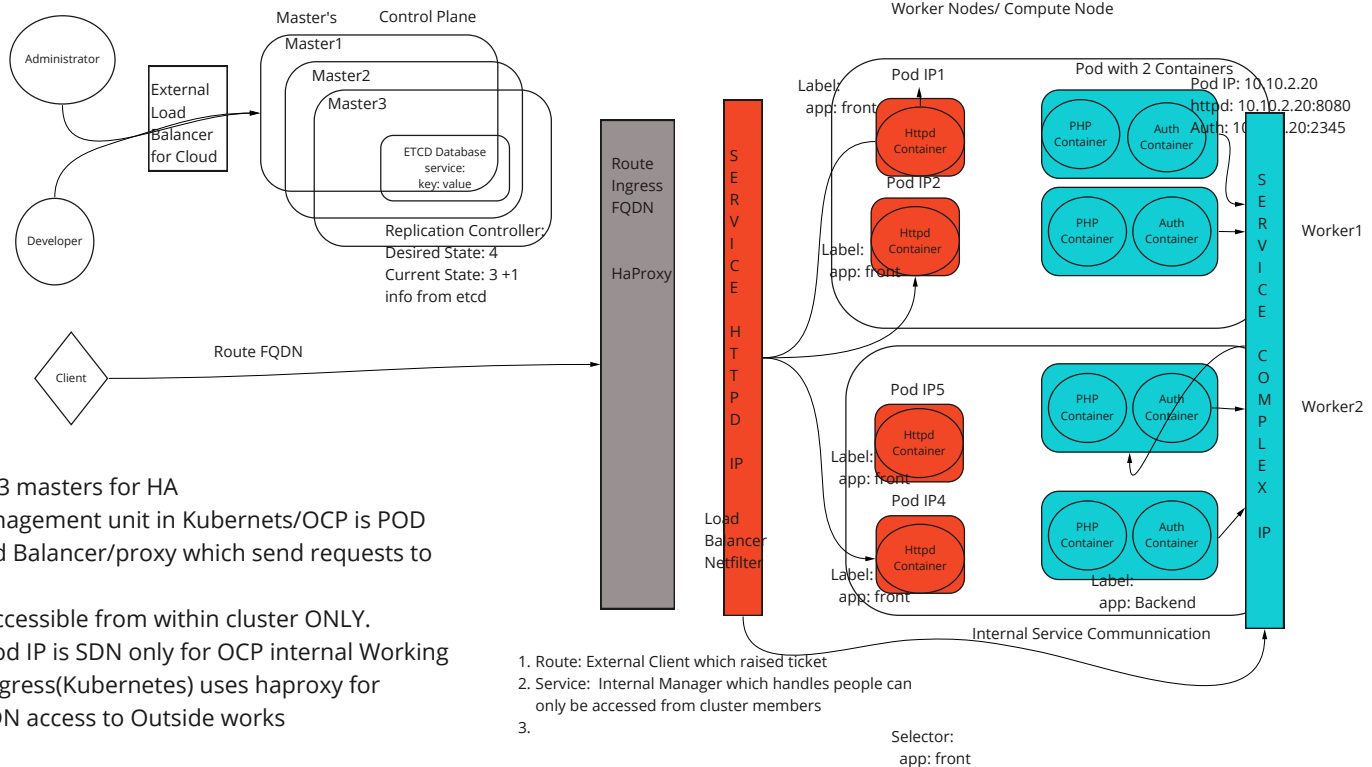 Master's
Control Plane
Worker Nodes/ Compute Node
Administrator
External
Load
Balancer
for Cloud
Developer
Master1
Master2
Master3
ETCD Database
service:
key: value
Replication Controller:
Desired State: 4
Current State: 3 +1
info from etcd
Client
Route FQDN
Route
Ingress
FQDN
HaProxy
SERVICE HTTPD IP
Load
Balancer
Netfilter
Label:
app: front
Pod IP1
Httpd
Container
Pod IP2
Label:
app: front
Httpd
Container
Pod with 2 Containers
Pod IP: 10.10.2.20
httpd: 10.10.2.20:8080
Auth: 10 .20:2345
PHP
Container
Auth
Container
PHP
Container
Auth
Container
Worker1
Pod IP5
Httpd
Container
Label:
app: front
Pod IP4
Httpd
Container
Label:
app: front
PHP
Container
Auth
Container
PHP
Container
Auth
Container
Label:
app: Backend
Worker2
SERVICE COMPLEX IP
Internal Service Communnication
3 masters for HA
nagement unit in Kubernets/OCP is POD
d Balancer/proxy which send requests to
ccessible from within cluster ONLY.
od IP is SDN only for OCP internal Working
gress(Kubernetes) uses haproxy for
DN access to Outside works
1. Route: External Client which raised ticket
2. Service: Internal Manager which handles people can
only be accessed from cluster members
3.
Selector:
app: front